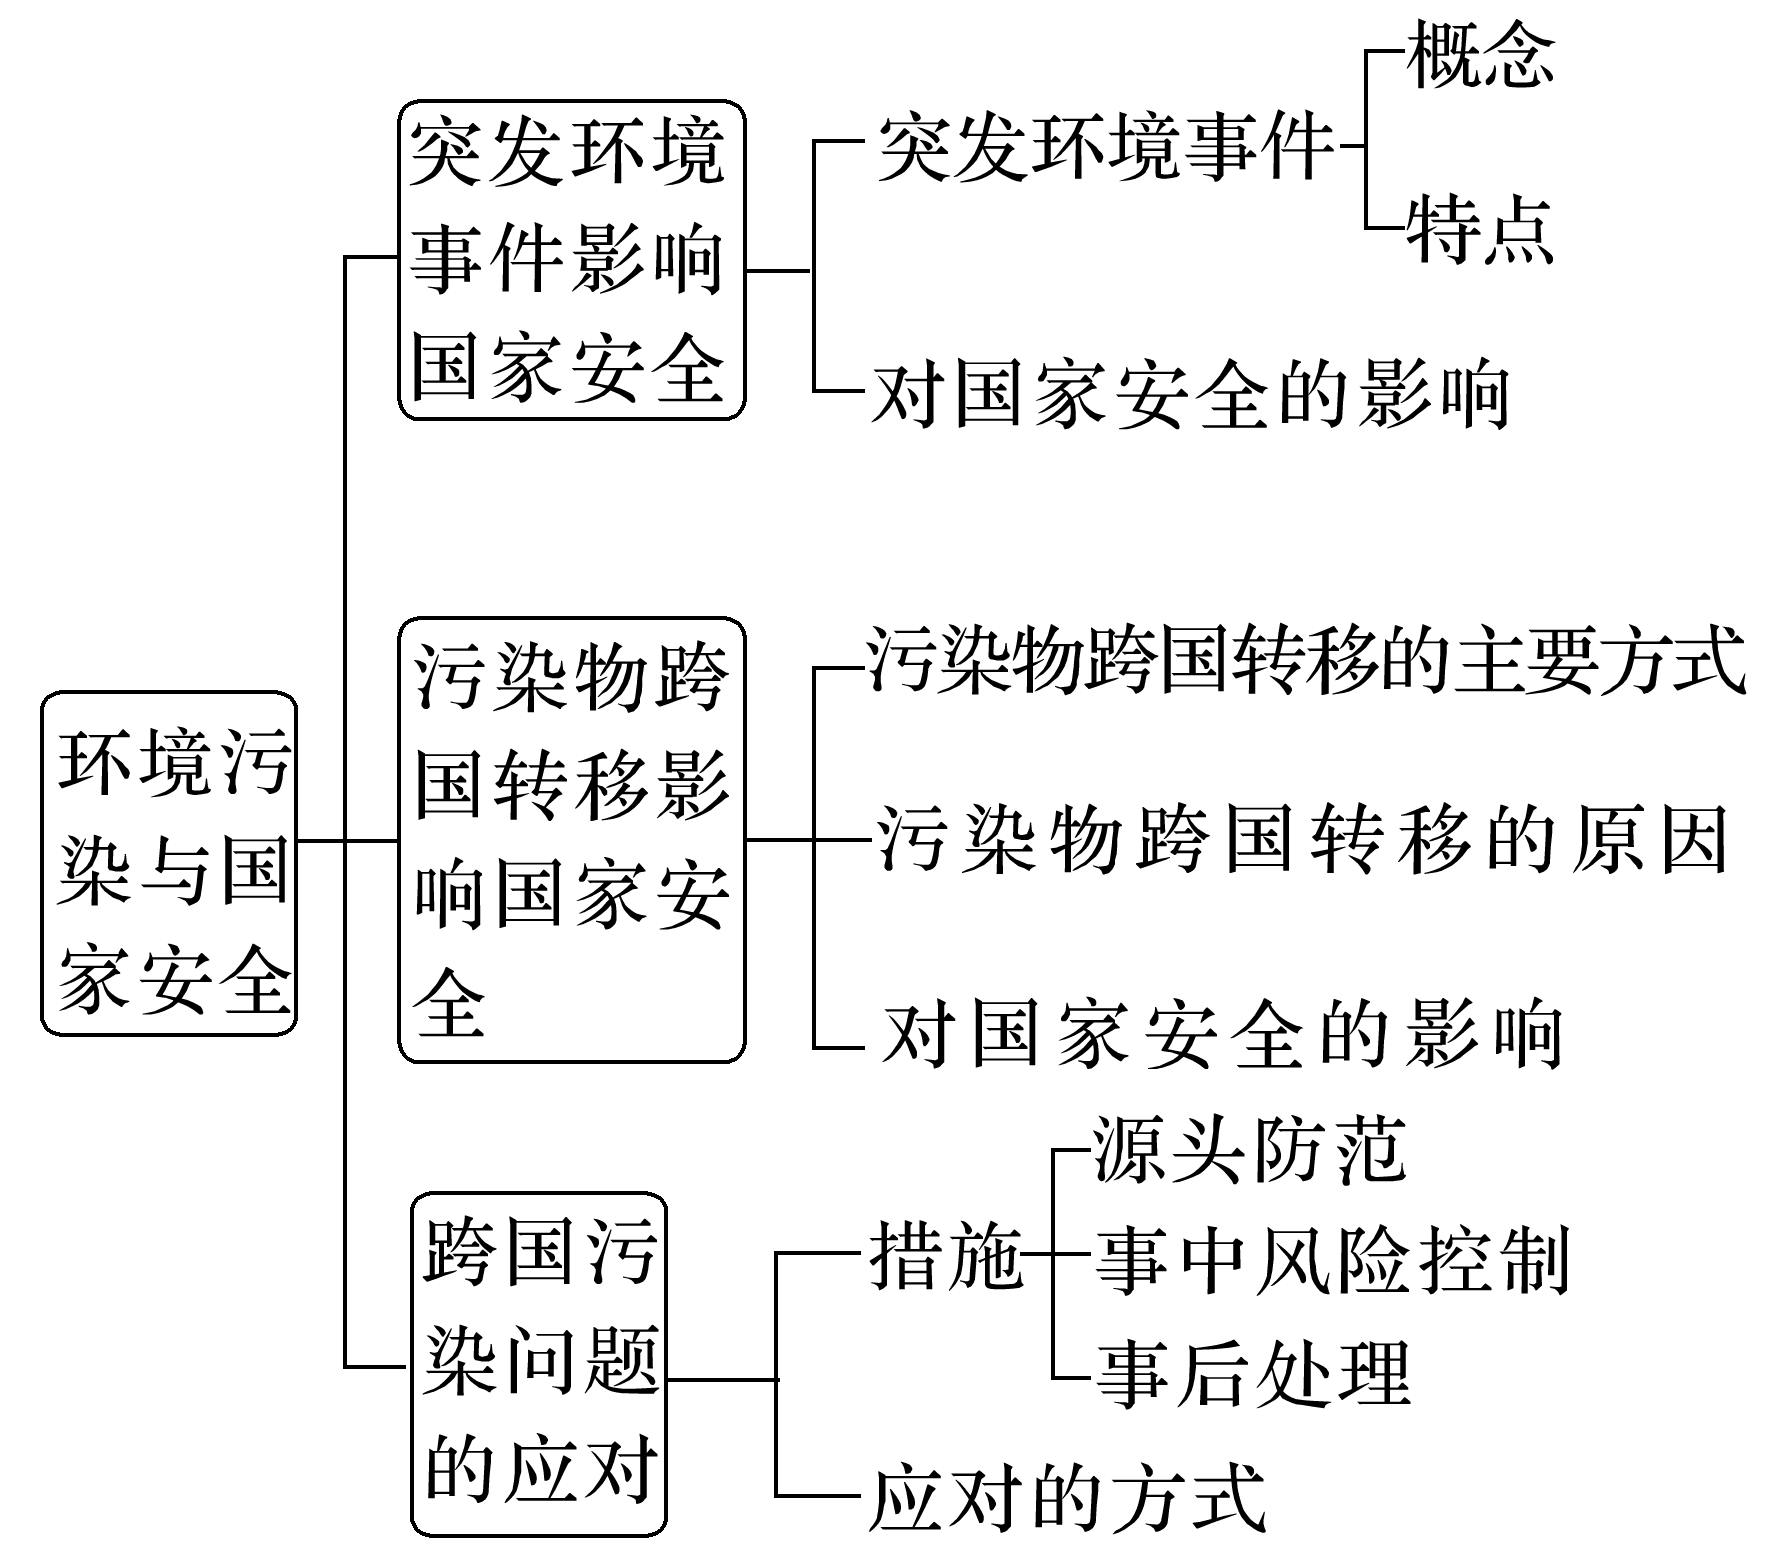 环境污
染与国
家安全
突发环境
事件影响
国家安全
突发环境事件
概念
特点
对国家安全的影响
污染物跨
国转移影
响国家安
全
污染物跨国转移的主要方式
污染物跨国转移的原因
对国家安全的影响
跨国污
染问题
的应对
措施
源头防范
事中风险控制
事后处理
应对的方式